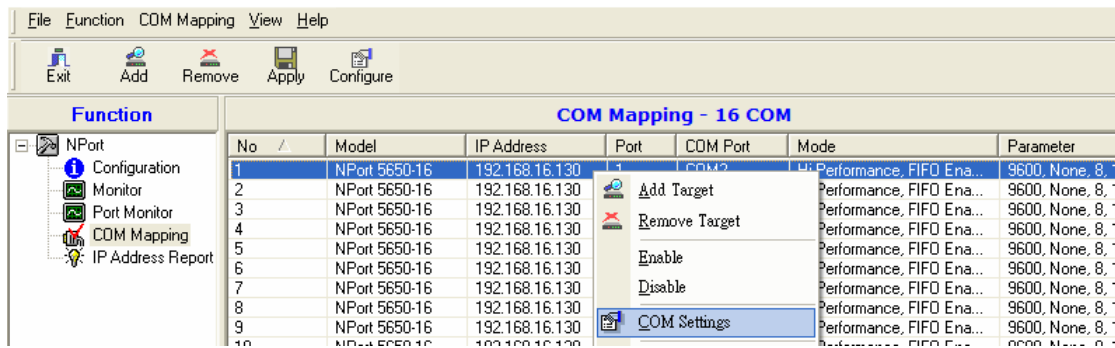 File Function COM Mapping View Help
Exit Add Remove Apply Configure
Function
COM Mapping - 16 COM
NPort
Configuration
Monitor
Port Monitor
COM Mapping
IP Address Report
No Model IP Address Port COM Port Mode Parameter
1 NPort 5650-16 192.168.16.130 1 COM2 Hi Performance, FIFO Ena... 9600, None, 8,
2 NPort 5650-16 192.168.16.130 Performance, FIFO Ena... 9600, None, 8,
3 NPort 5650-16 192.168.16.130 Performance, FIFO Ena... 9600, None, 8,
4 NPort 5650-16 192.168.16.130 Performance, FIFO Ena... 9600, None, 8,
5 NPort 5650-16 192.168.16.130 Performance, FIFO Ena... 9600, None, 8,
6 NPort 5650-16 192.168.16.130 Performance, FIFO Ena... 9600, None, 8,
7 NPort 5650-16 192.168.16.130 Performance, FIFO Ena... 9600, None, 8,
8 NPort 5650-16 192.168.16.130 Performance, FIFO Ena... 9600, None, 8,
9 NPort 5650-16 192.168.16.130 Performance, FIFO Ena... 9600, None, 8,
Add Target
Remove Target
Enable
Disable
COM Settings